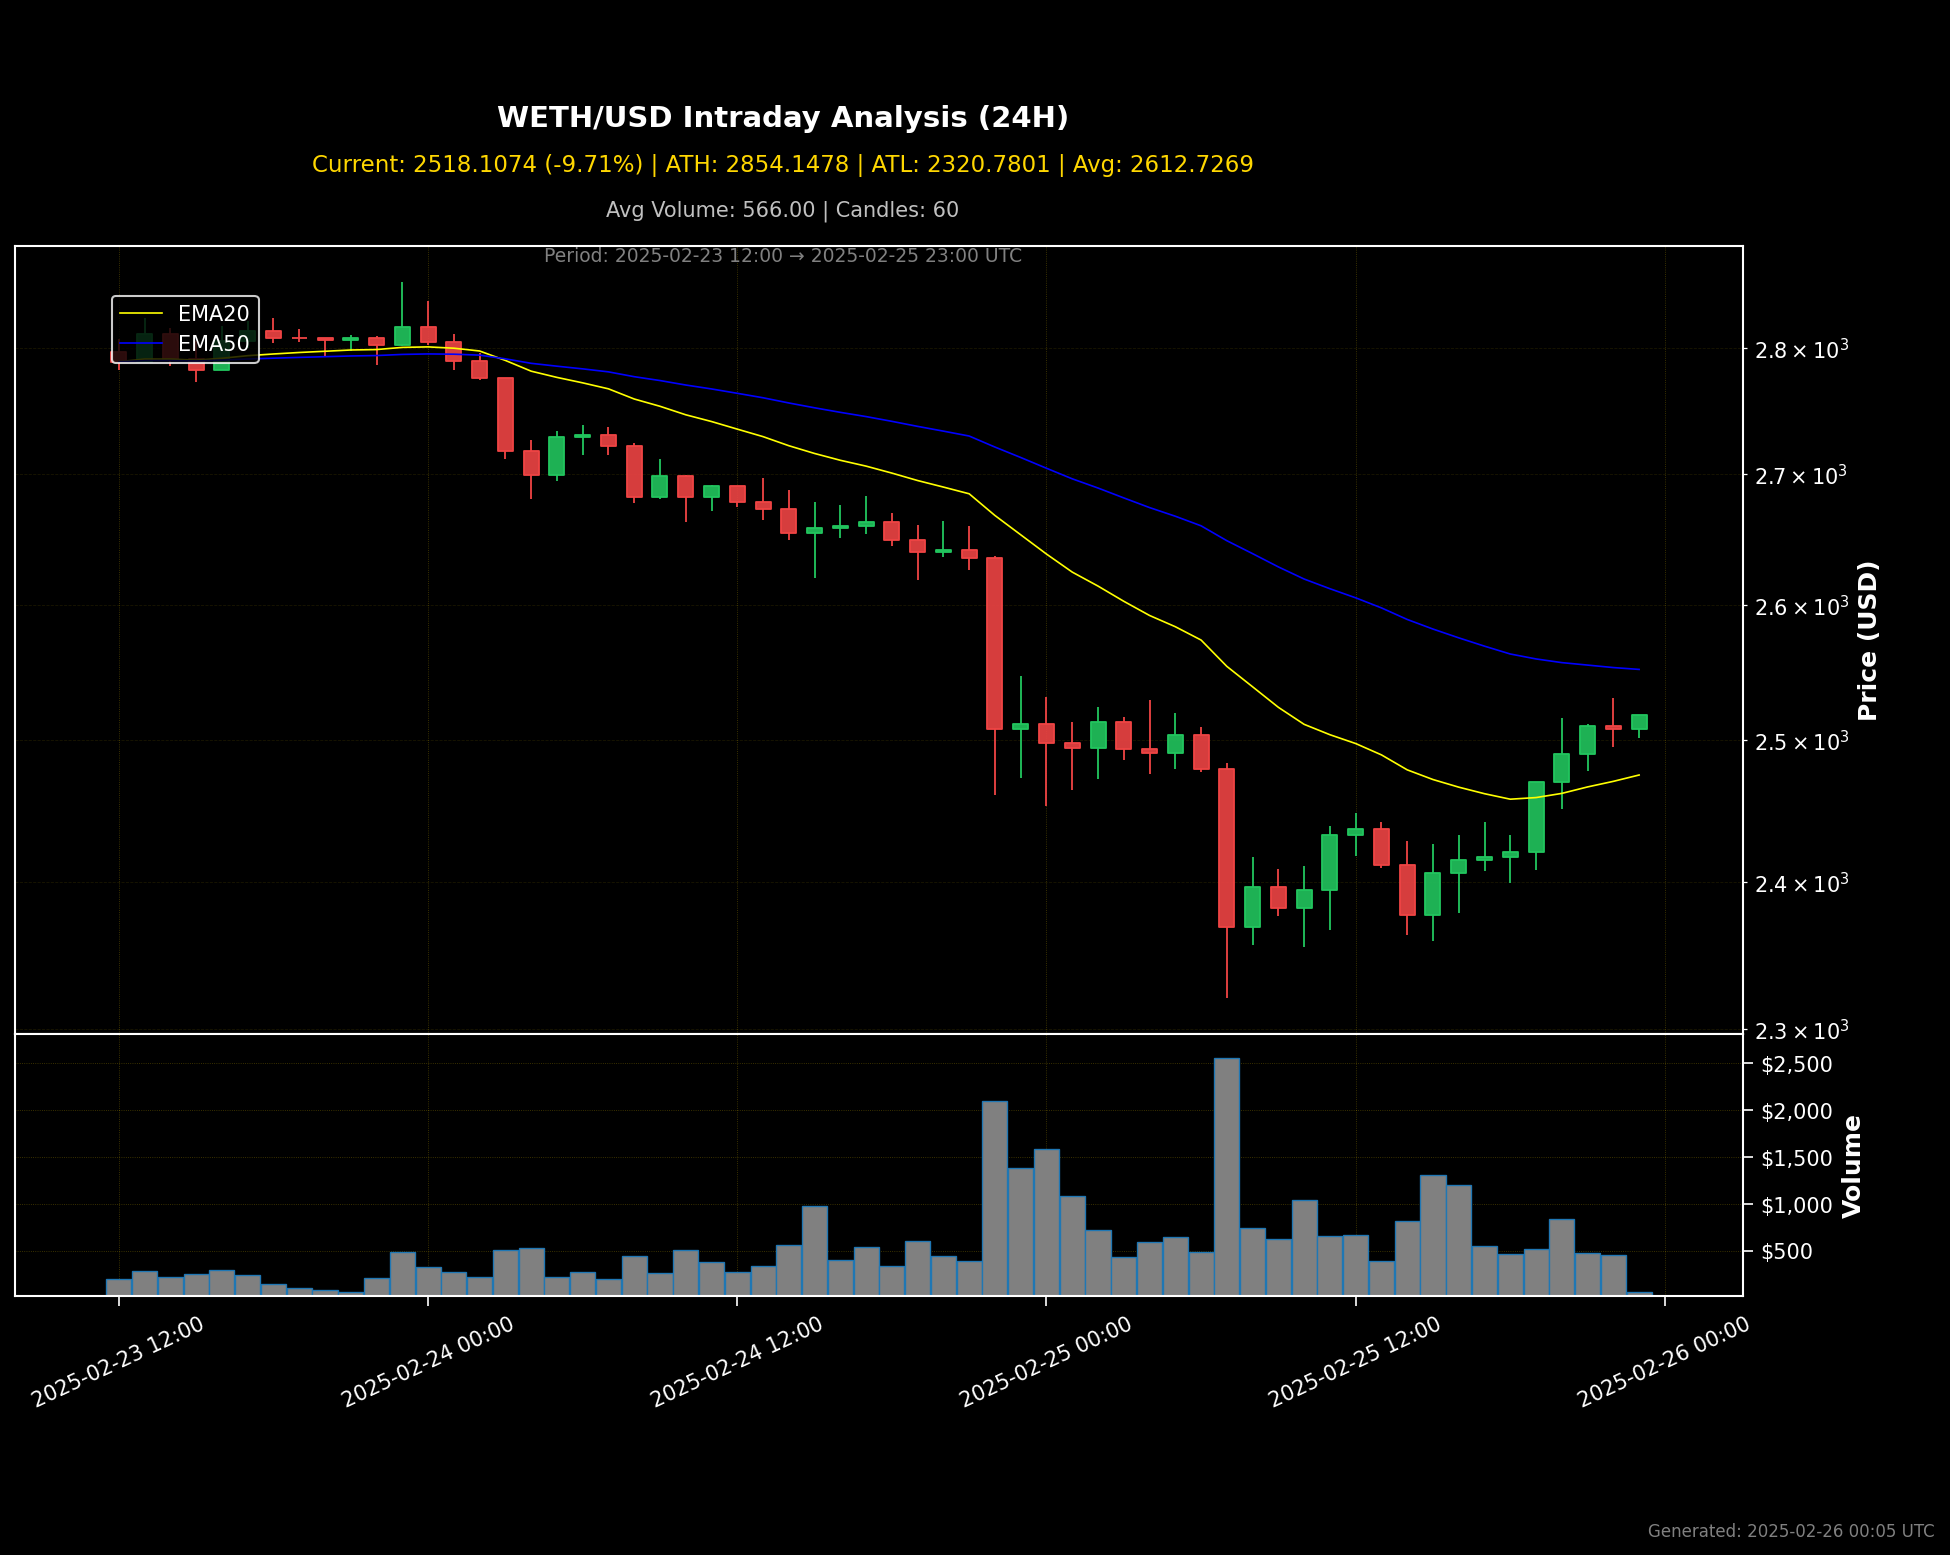 WETH/USD Intraday Analysis (24H)
Current: 2518.1074 (-9.71%) | ATH: 2854.1478 | ATL: 2320.7801 | Avg: 2612.7269
Avg Volume: 566.00 | Candles: 60
Period: 2025-02-23 12:00 → 2025-02-25 23:00 UTC
EMA20
EMA50
2.8 × 10³
2.7 × 10³
2.6 × 10³
2.5 × 10³
2.4 × 10³
2.3 × 10³
Price (USD)
$2,500
$2,000
$1,500
$1,000
$500
Volume
2025-02-23 12:00
2025-02-24 00:00
2025-02-24 12:00
2025-02-25 00:00
2025-02-25 12:00
2025-02-26 00:00
Generated: 2025-02-26 00:05 UTC